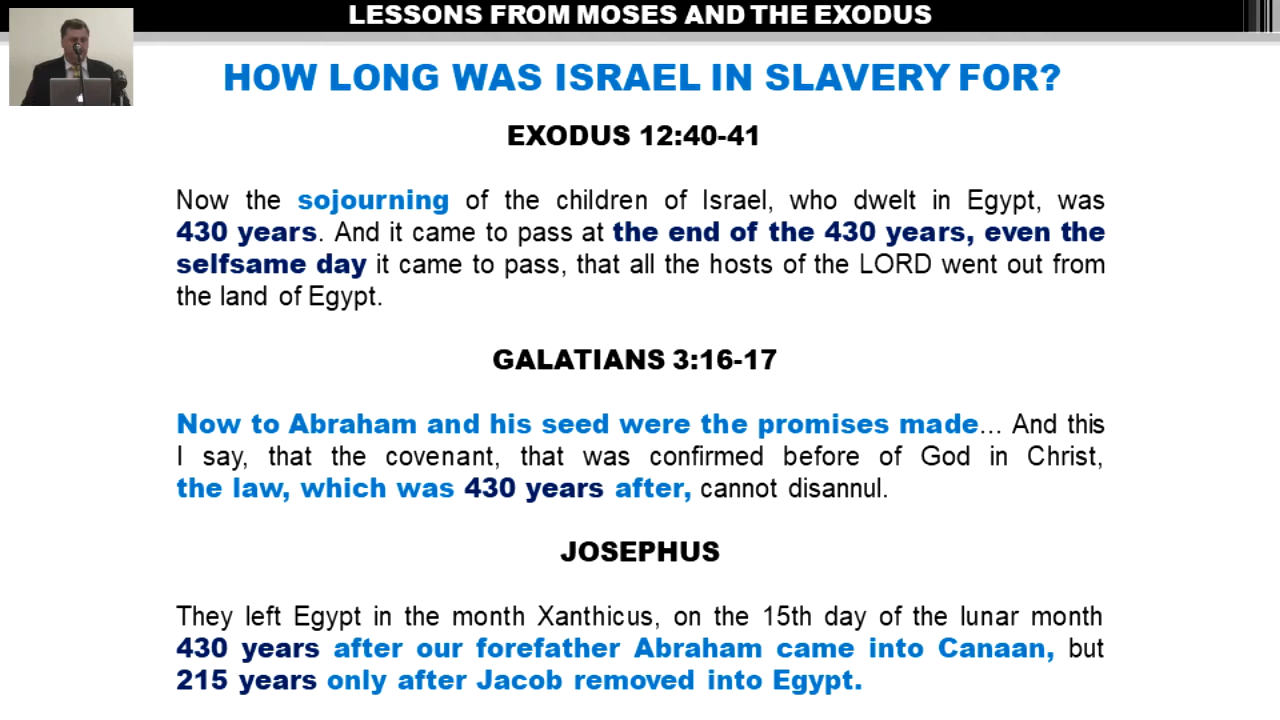 LESSONS FROM MOSES AND THE EXODUS
HOW LONG WAS ISRAEL IN SLAVERY FOR?
EXODUS 12:40-41
Now the sojourning of the children of Israel, who dwelt in Egypt, was
430 years. And it came to pass at the end of the 430 years, even the
selfsame day it came to pass, that all the hosts of the LORD went out from
the land of Egypt.
GALATIANS 3:16-17
Now to Abraham and his seed were the promises made... And this
I say, that the covenant, that was confirmed before of God in Christ,
the law, which was 430 years after, cannot disannul.
JOSEPHUS
They left Egypt in the month Xanthicus, on the 15th day of the lunar month
430 years after our forefather Abraham came into Canaan, but
215 years only after Jacob removed into Egypt.